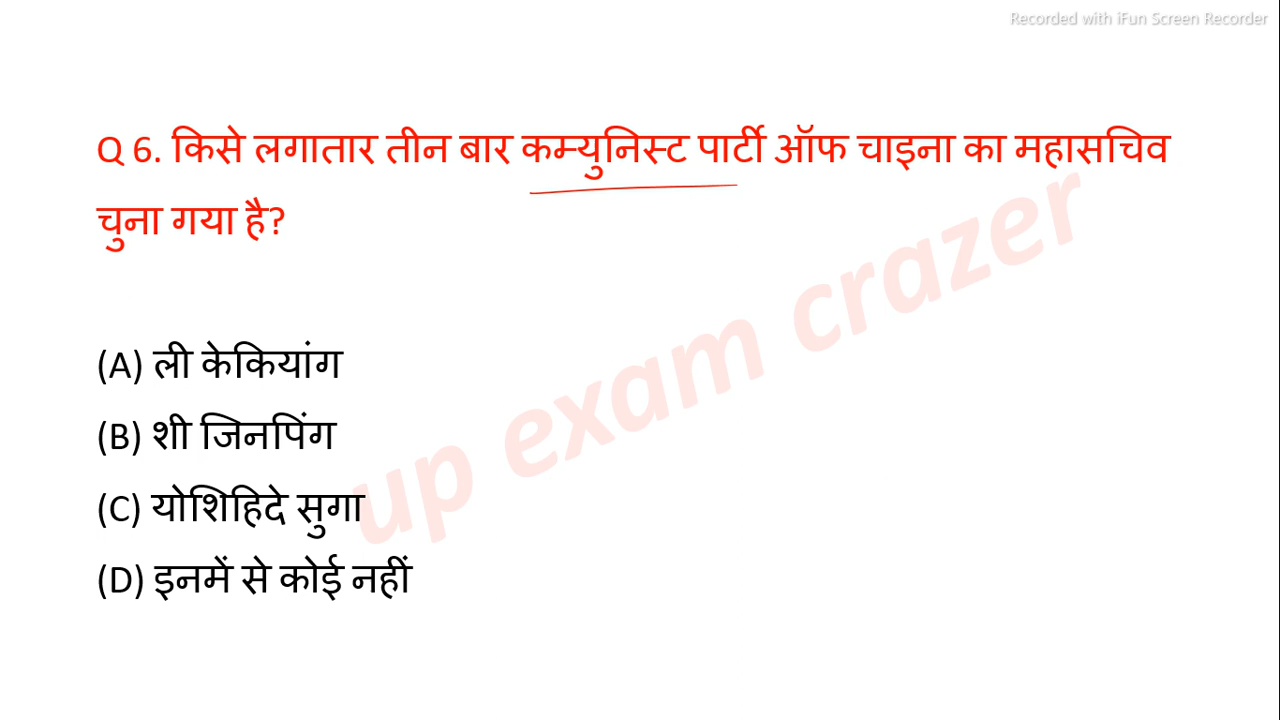 Recorded with iFun Screen Recorder
Q 6. किसे लगातार तीन बार कम्युनिस्ट पार्टी ऑफ चाइना का महासचिव
चुना गया है?
(A) ली केकियांग
(B) शी जिनपिंग
(C) योशिहिदे सुगा
(D) इनमें से कोई नहीं
up exam crazer